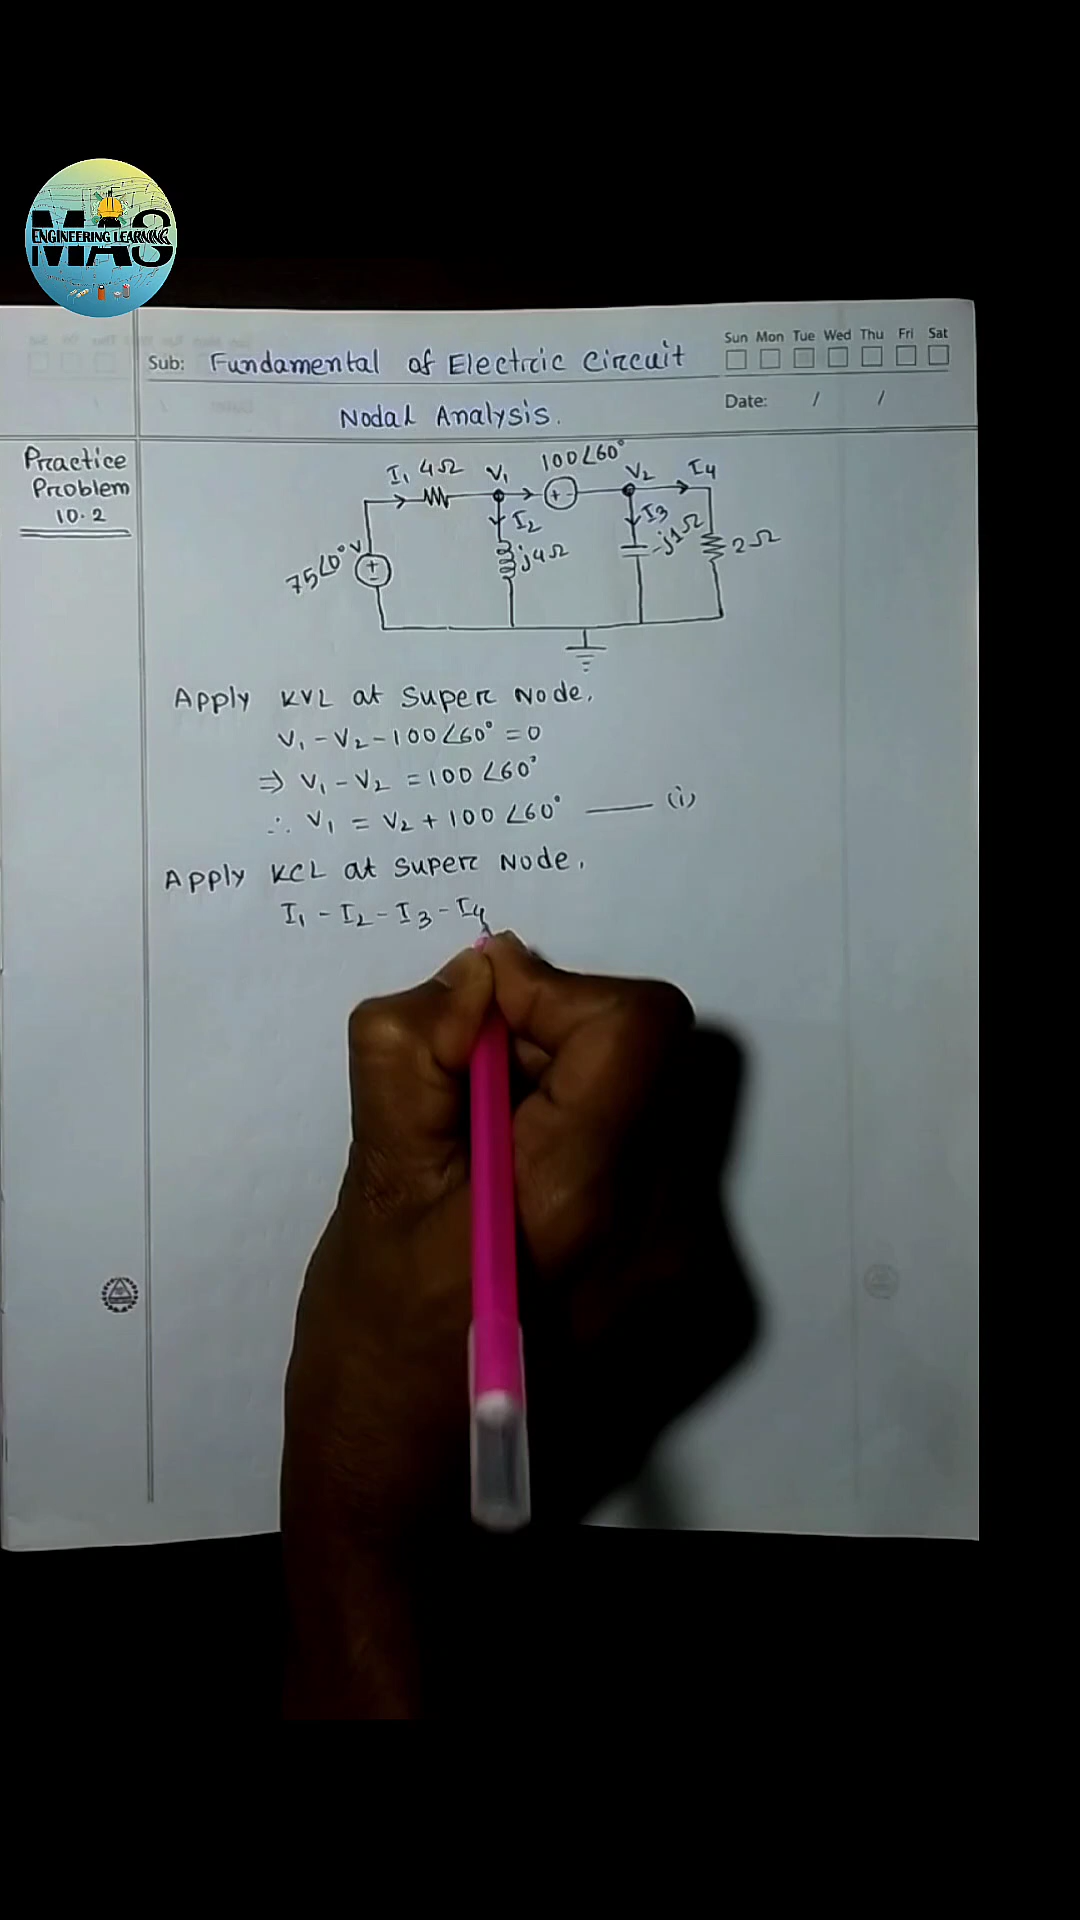 MAS
ENGINEERING LEARNING
Sub: Fundamental of Electric Circuit
Sun Mon Tue Wed Thu Fri Sat
Nodal Analysis.
Date: / /
Practice
Problem
10.2
I₁ 4Ω V₁ 100∠60° V₂ I₄
I₂ I₃
75∠0° V + - j4Ω -j1Ω 2Ω
Apply KVL at Super Node,
V₁ - V₂ - 100∠60° = 0
⇒ V₁ - V₂ = 100∠60°
∴ V₁ = V₂ + 100∠60° —— (i)
Apply KCL at Super Node,
I₁ - I₂ - I₃ - I₄